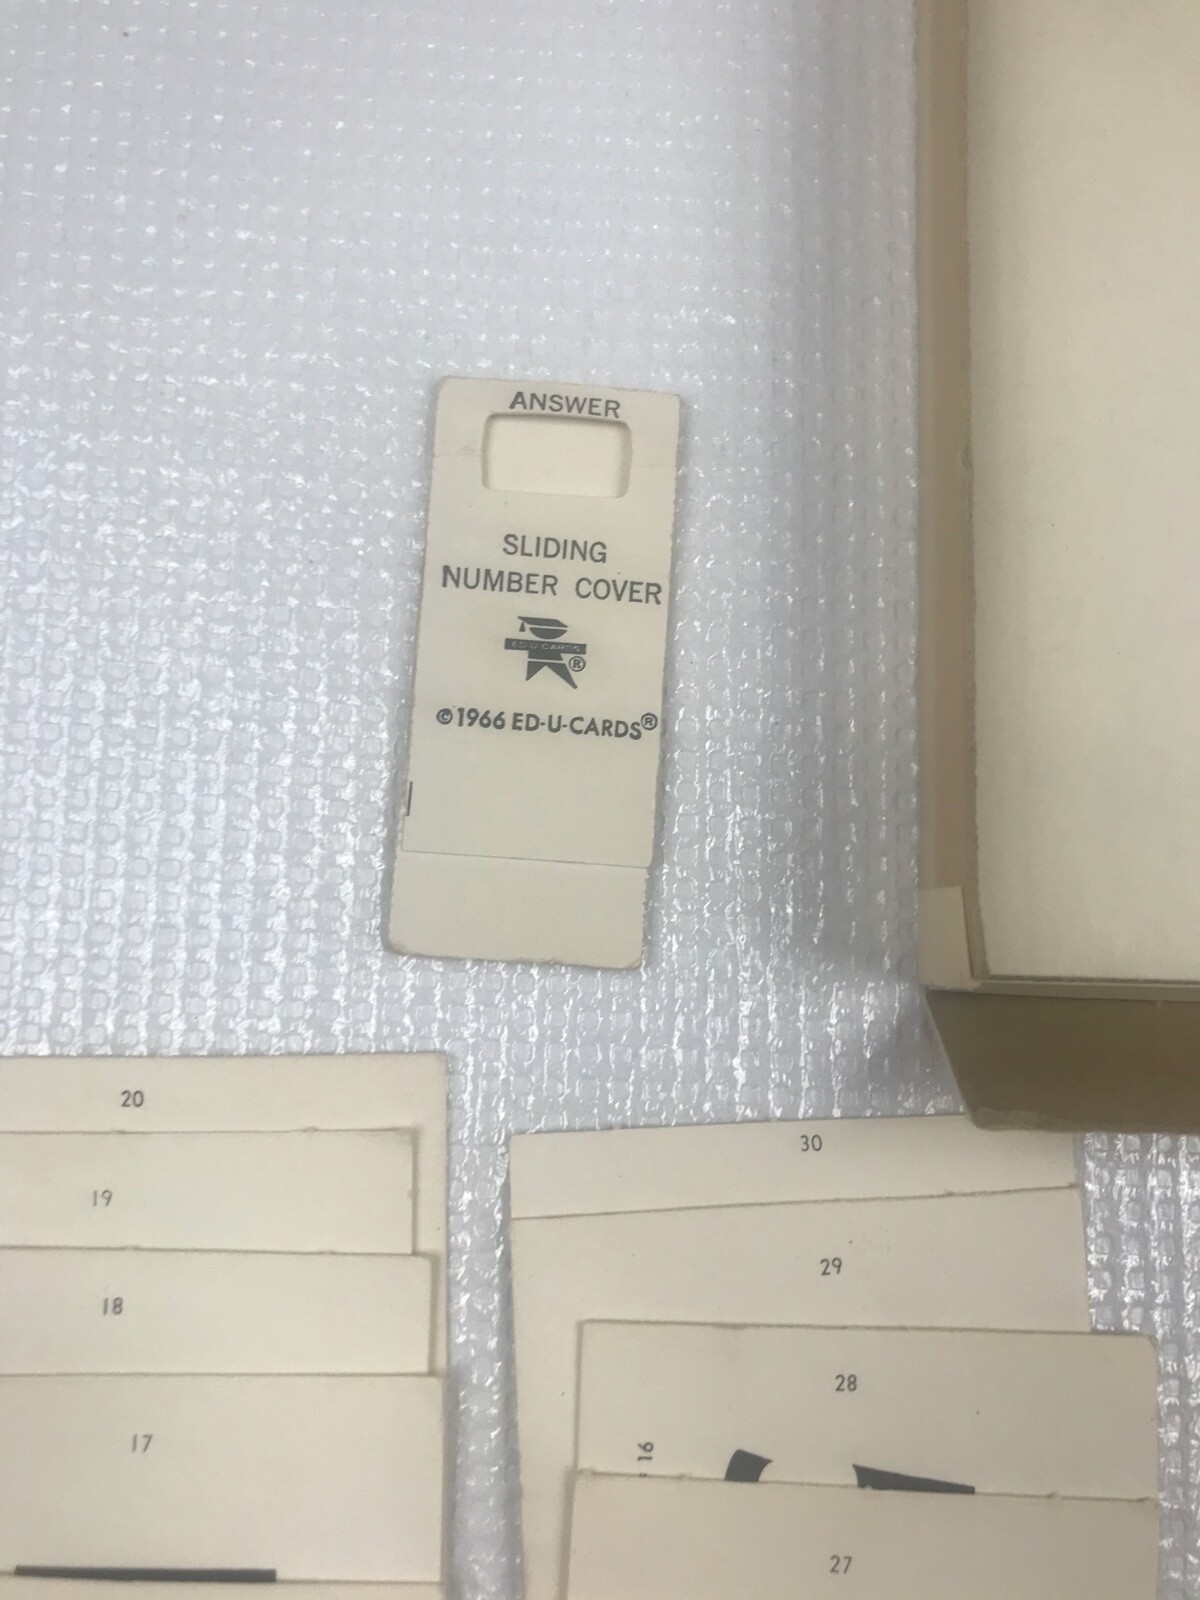 ANSWER
SLIDING
NUMBER COVER
ED-U-CARDS
®
©1966 ED-U-CARDS®
20
19
18
17
30
29
28
16
27